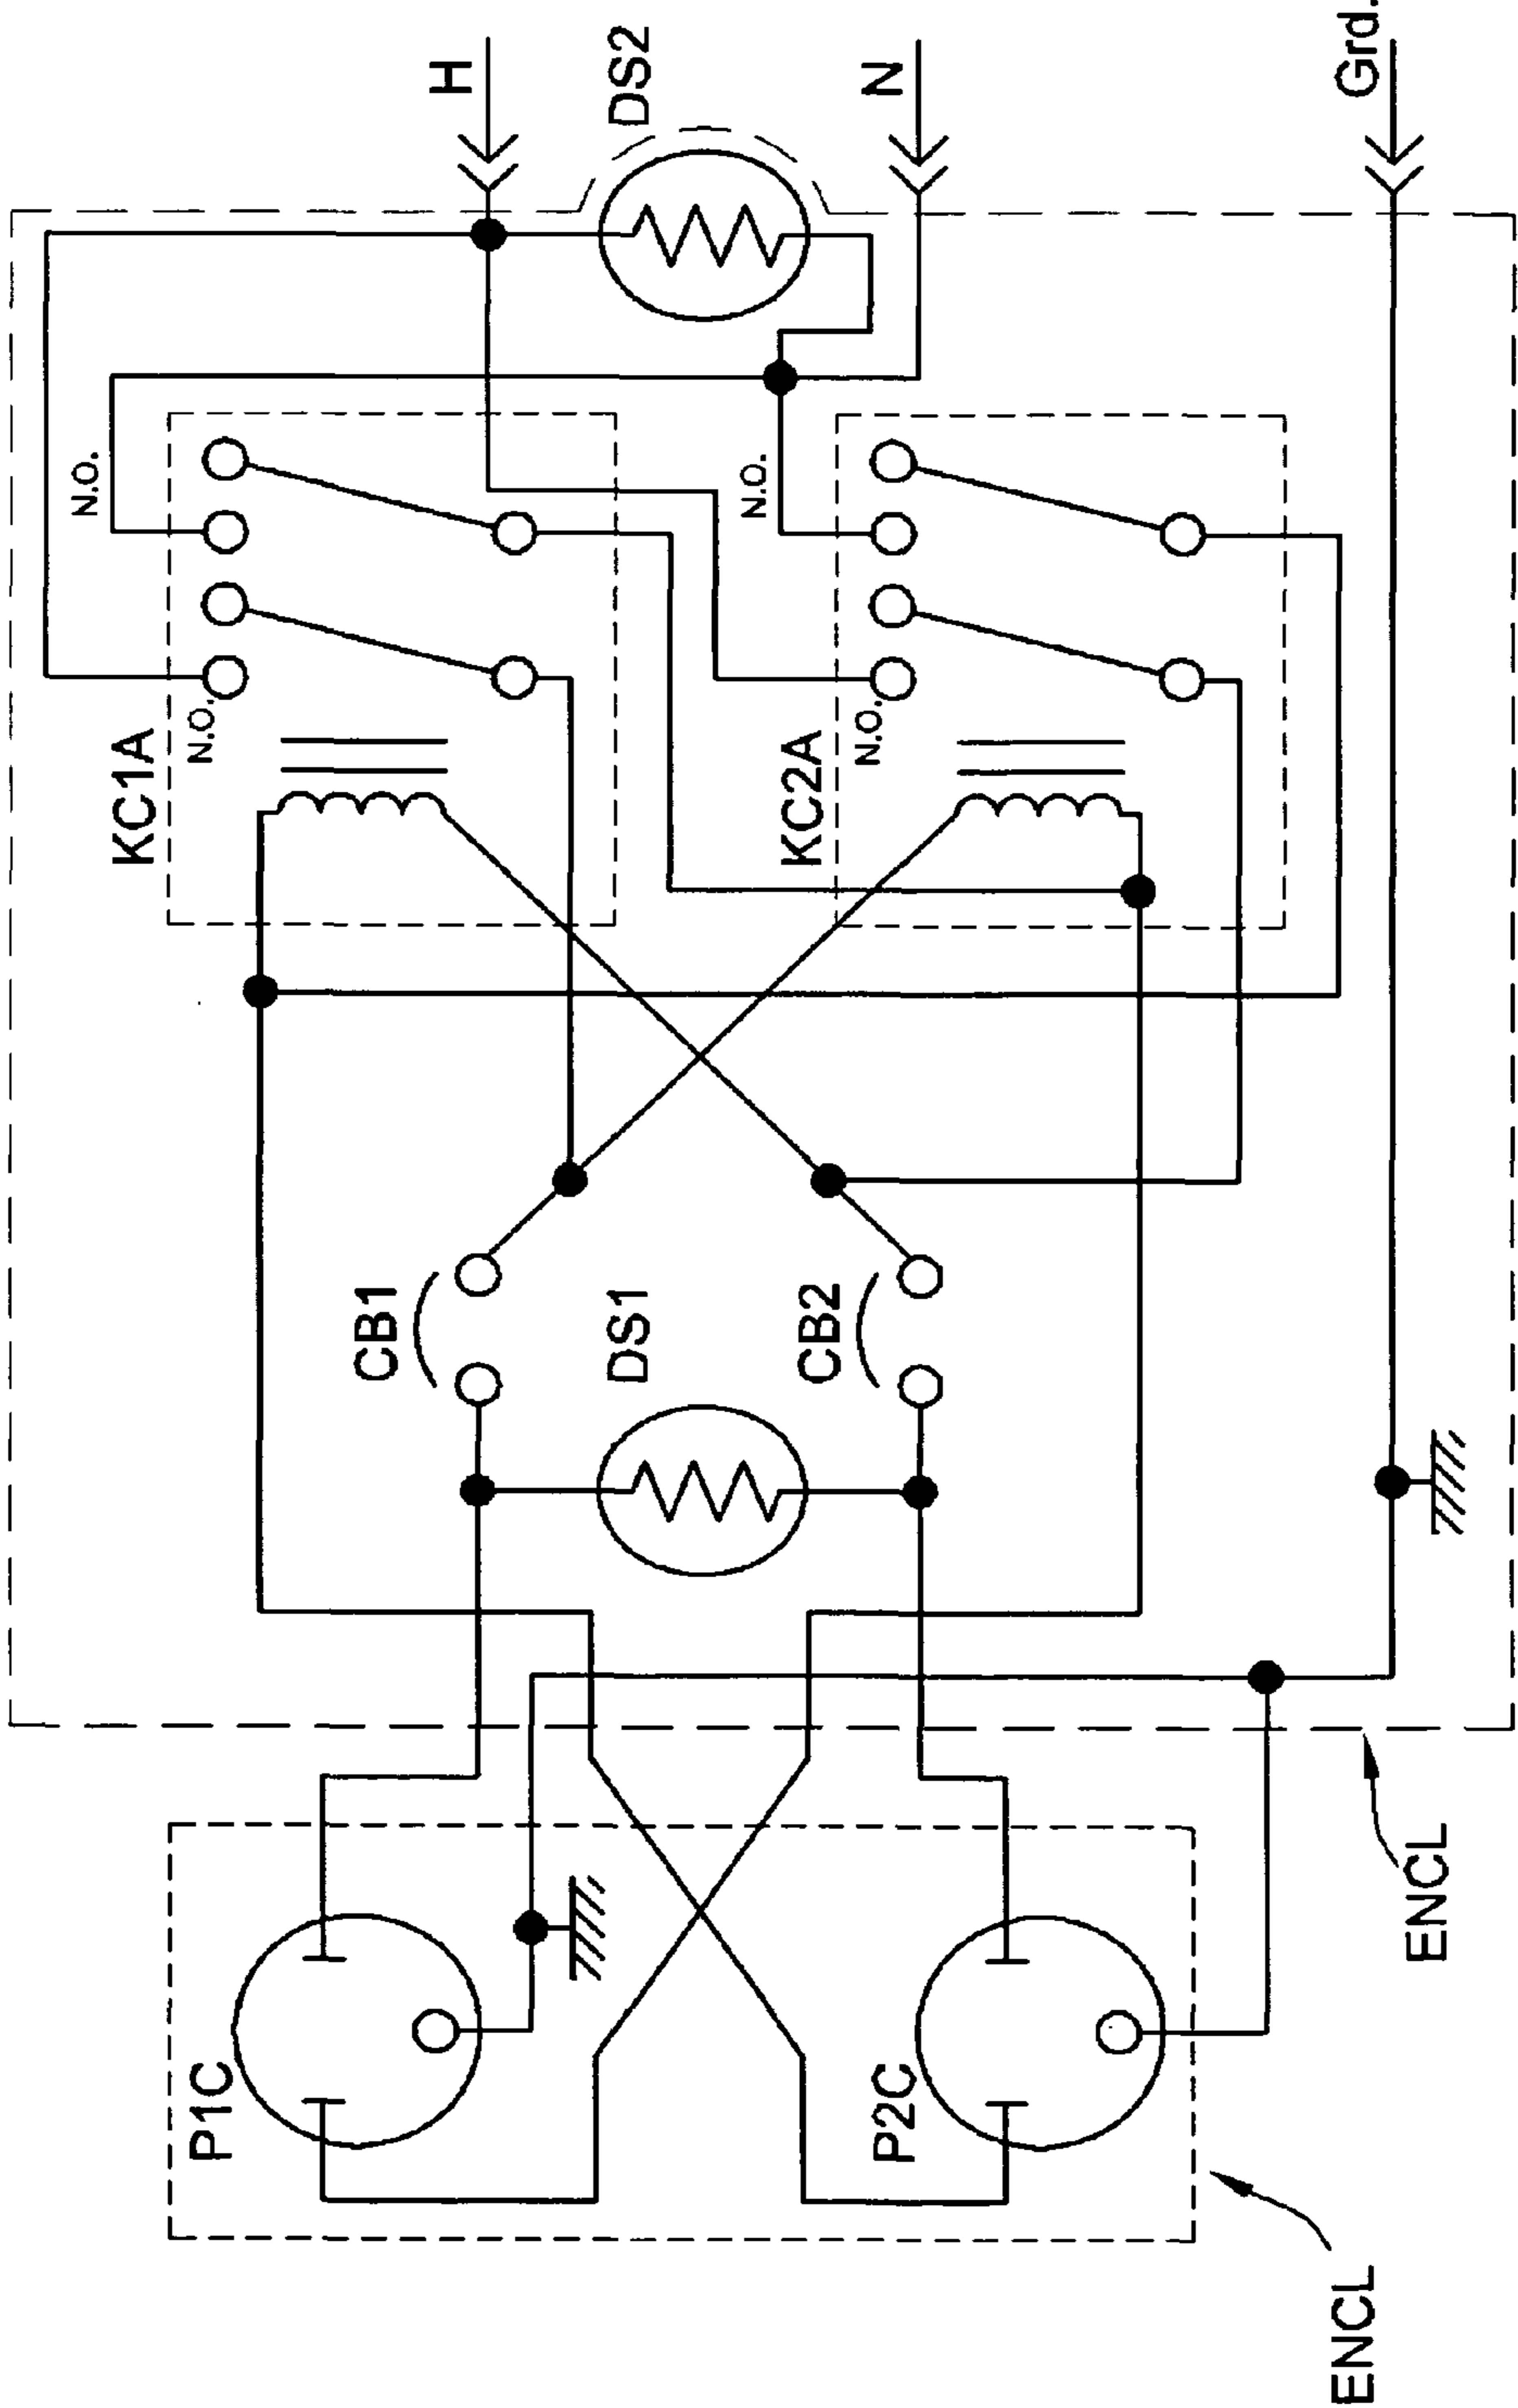 H
DS2
N
Grd.
N.O.
N.O.
KC1A
N.O.
KC2A
N.O.
CB1
DS1
CB2
P1C
P2C
ENCL
ENCL